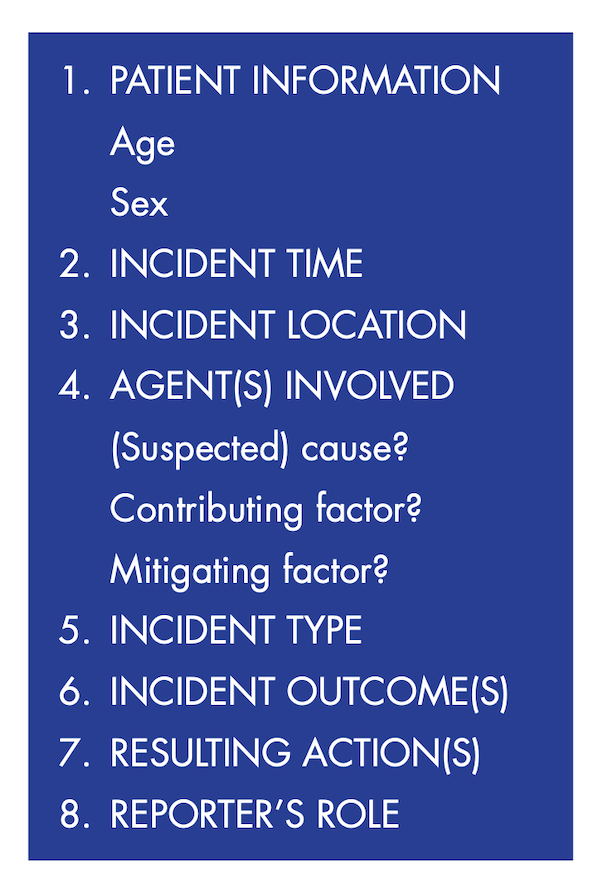 1. PATIENT INFORMATION
Age
Sex
2. INCIDENT TIME
3. INCIDENT LOCATION
4. AGENT(S) INVOLVED
(Suspected) cause?
Contributing factor?
Mitigating factor?
5. INCIDENT TYPE
6. INCIDENT OUTCOME(S)
7. RESULTING ACTION(S)
8. REPORTER’S ROLE